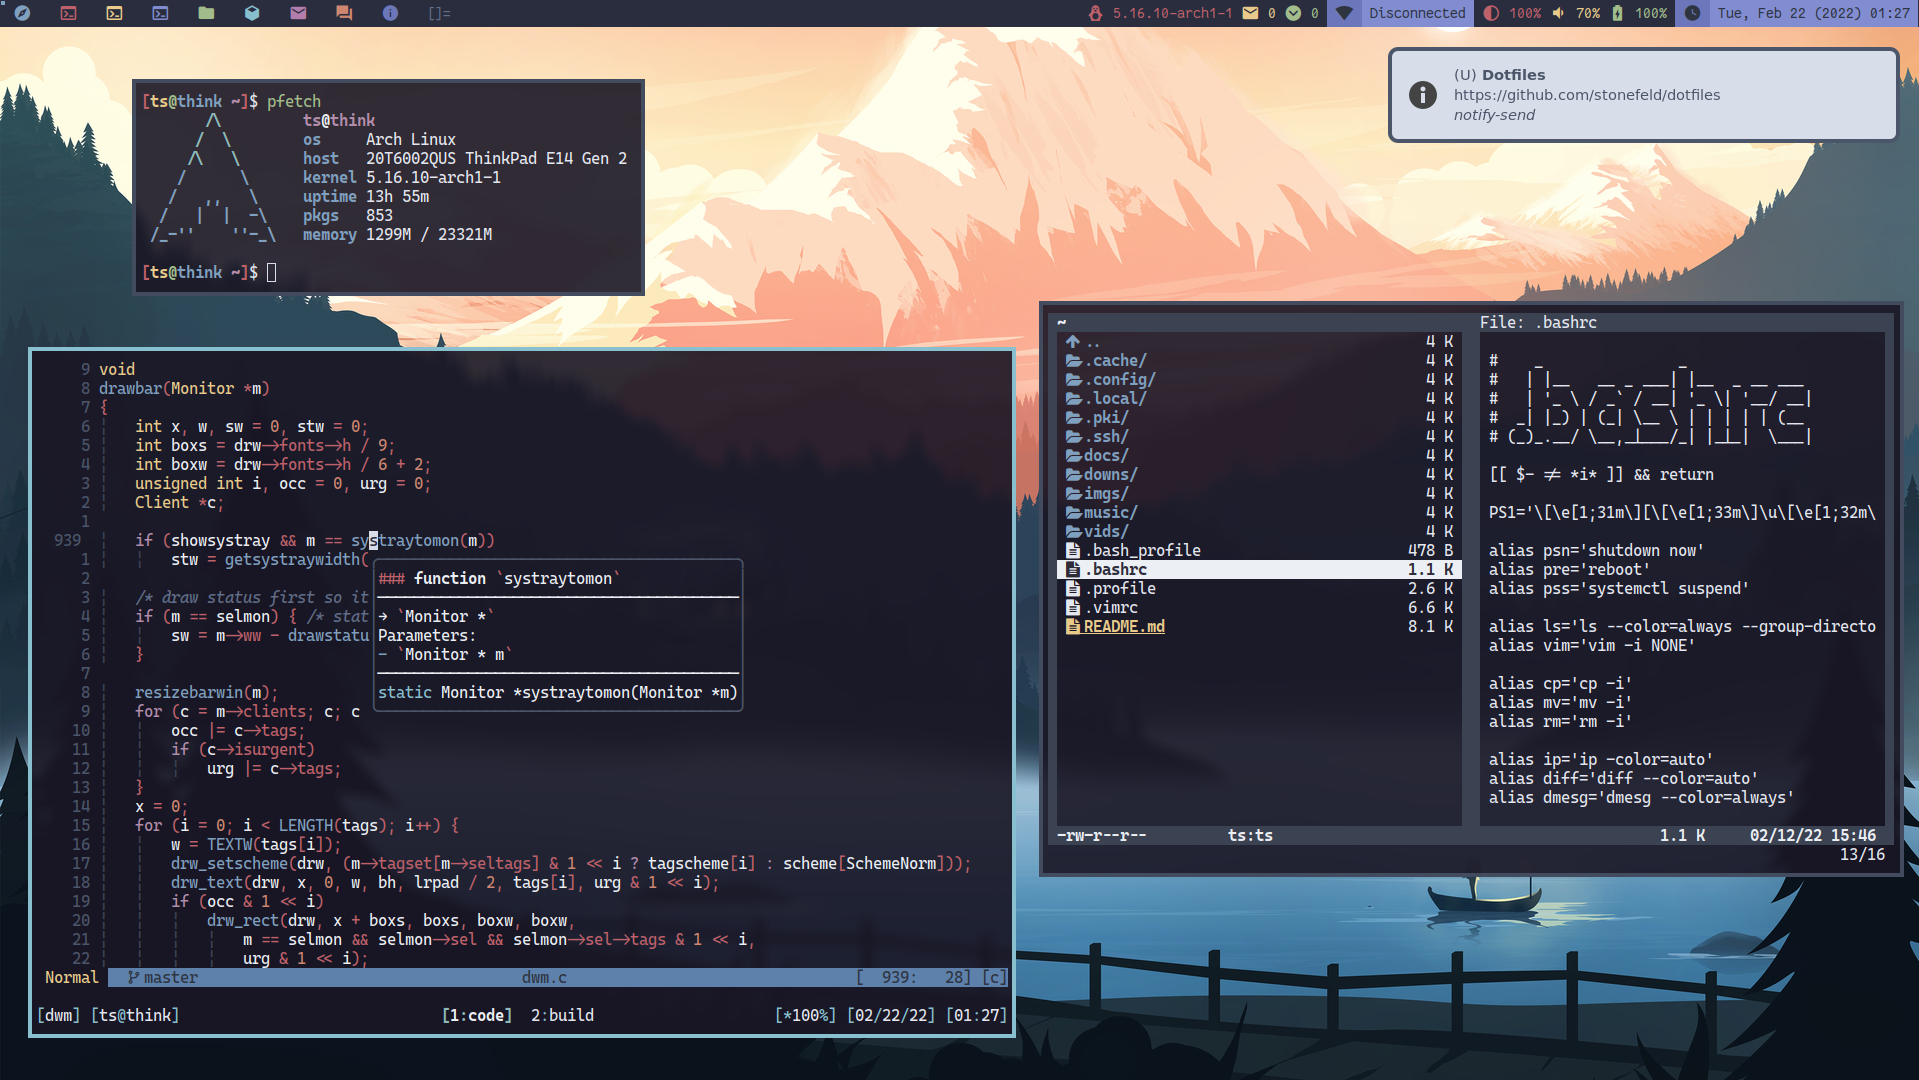 []=
5.16.10-arch1-1 0 0 Disconnected 100% 70% 100% Tue, Feb 22 (2022) 01:27
(U) Dotfiles
https://github.com/stonefeld/dotfiles
notify-send
[ts@think ~]$ pfetch
ts@think
os Arch Linux
host 20T6002QUS ThinkPad E14 Gen 2
kernel 5.16.10-arch1-1
uptime 13h 55m
pkgs 853
memory 1299M / 23321M
[ts@think ~]$
9 void
8 drawbar(Monitor *m)
7 {
6 int x, w, sw = 0, stw = 0;
5 int boxs = drw->fonts->h / 9;
4 int boxw = drw->fonts->h / 6 + 2;
3 unsigned int i, occ = 0, urg = 0;
2 Client *c;
1
939 if (showsystray && m == systraytomon(m))
1 stw = getsystraywidth(
2
3 /* draw status first so it
4 if (m == selmon) { /* stat
5 sw = m->ww - drawstatu
6 }
7
8 resizebarwin(m);
9 for (c = m->clients; c; c
10 occ |= c->tags;
11 if (c->isurgent)
12 urg |= c->tags;
13 }
14 x = 0;
15 for (i = 0; i < LENGTH(tags); i++) {
16 w = TEXTW(tags[i]);
17 drw_setscheme(drw, (m->tagset[m->seltags] & 1 << i ? tagscheme[i] : scheme[SchemeNorm]));
18 drw_text(drw, x, 0, w, bh, lrpad / 2, tags[i], urg & 1 << i);
19 if (occ & 1 << i)
20 drw_rect(drw, x + boxs, boxs, boxw, boxw,
21 m == selmon && selmon->sel && selmon->sel->tags & 1 << i,
22 urg & 1 << i);
### function `systraytomon`
→ `Monitor *`
Parameters:
- `Monitor * m`
static Monitor *systraytomon(Monitor *m)
Normal master dwm.c [ 939: 28] [c]
[dwm] [ts@think] [1:code] 2:build [*100%] [02/22/22] [01:27]
~
.. 4 K
.cache/ 4 K
.config/ 4 K
.local/ 4 K
.pki/ 4 K
.ssh/ 4 K
docs/ 4 K
downs/ 4 K
imgs/ 4 K
music/ 4 K
vids/ 4 K
.bash_profile 478 B
.bashrc 1.1 K
.profile 2.6 K
.vimrc 6.6 K
README.md 8.1 K
File: .bashrc
#
#
#
#
#
.bashrc
[[ $- != *i* ]] && return
PS1='\[\e[1;31m\][\[\e[1;33m\]\u\[\e[1;32m\
alias psn='shutdown now'
alias pre='reboot'
alias pss='systemctl suspend'
alias ls='ls --color=always --group-directo
alias vim='vim -i NONE'
alias cp='cp -i'
alias mv='mv -i'
alias rm='rm -i'
alias ip='ip -color=auto'
alias diff='diff --color=auto'
alias dmesg='dmesg --color=always'
-rw-r--r-- ts:ts 1.1 K 02/12/22 15:46
13/16